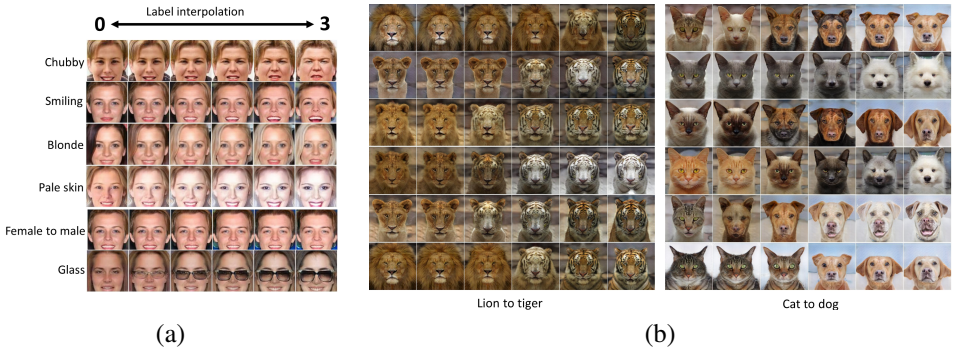 Label interpolation
0 3
Chubby
Smiling
Blonde
Pale skin
Female to male
Glass
Lion to tiger
Cat to dog
(a)
(b)